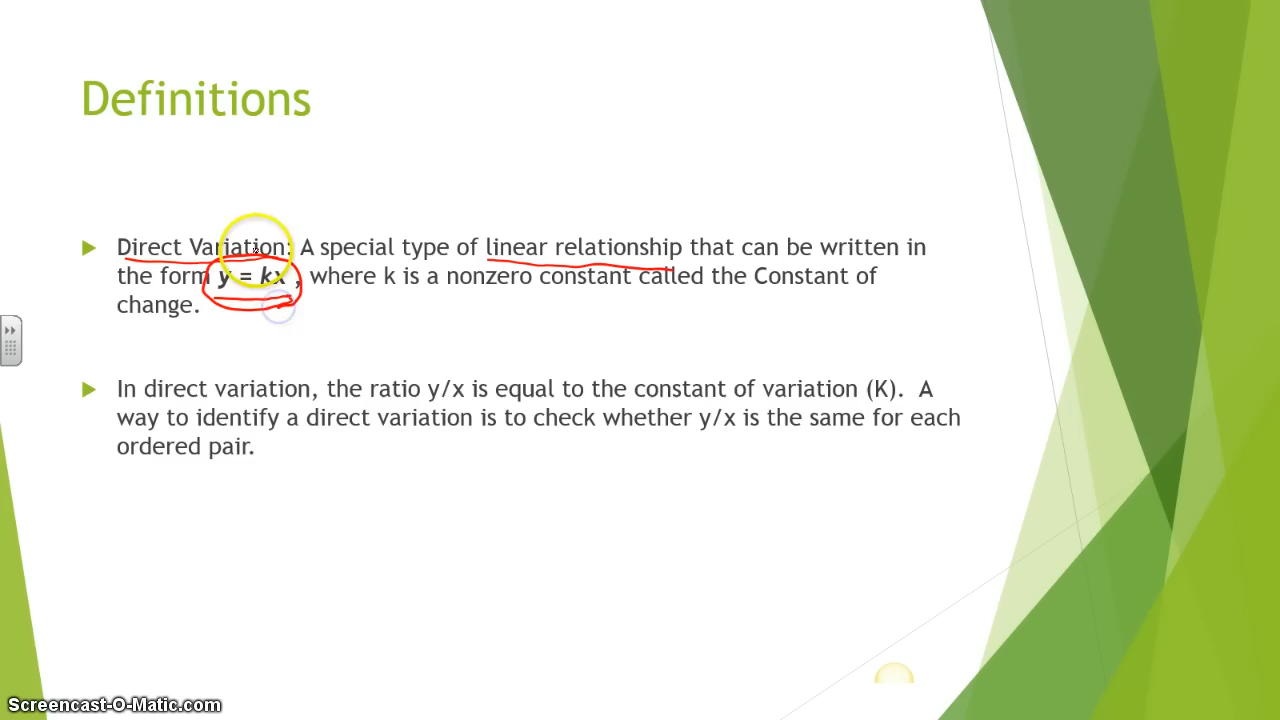 Definitions
Direct Variation: A special type of linear relationship that can be written in
the form y = kx , where k is a nonzero constant called the Constant of
change.
In direct variation, the ratio y/x is equal to the constant of variation (K). A
way to identify a direct variation is to check whether y/x is the same for each
ordered pair.
Screencast-O-Matic.com